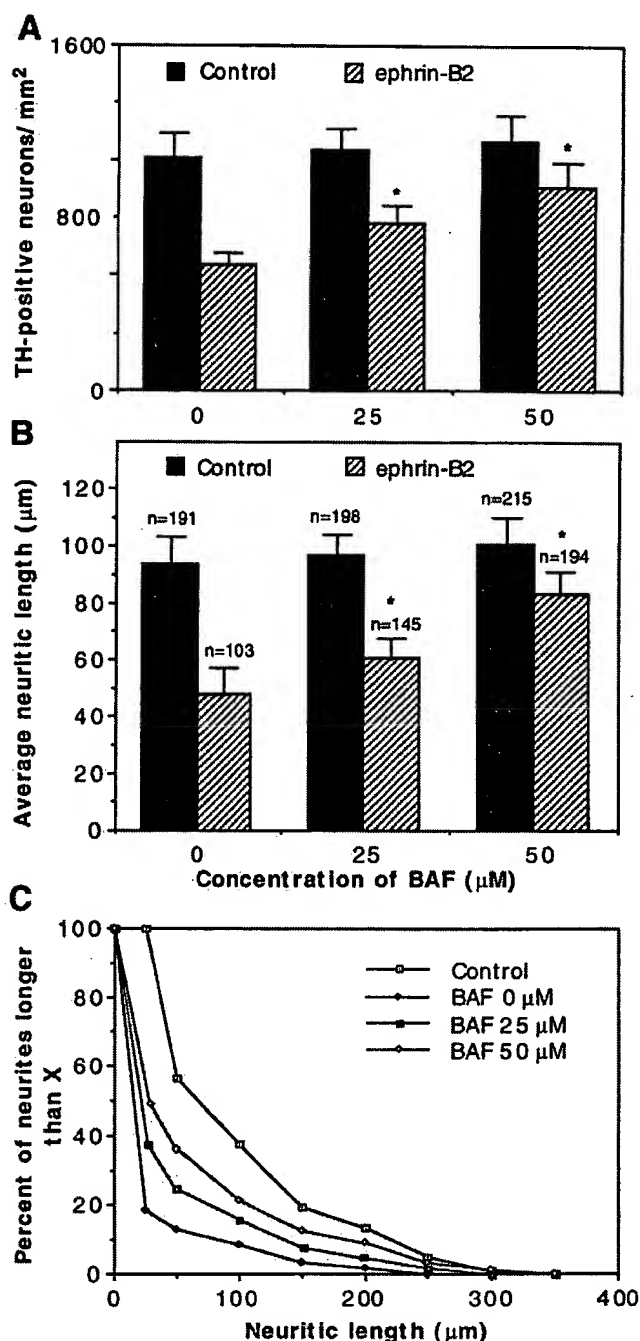 A
1600
Control ephrin-B2
TH-positive neurons/ mm²
* *
800
0
0 25 50
B
Control ephrin-B2
Average neuritic length (µm)
120
100
80
60
40
20
0
n=191
n=103
n=198
*
n=145
n=215
*
n=194
0 25 50
Concentration of BAF (µM)
C
Percent of neurites longer
than X
100
80
60
40
20
0
Control
BAF 0 µM
BAF 25 µM
BAF 50 µM
0 100 200 300 400
Neuritic length (µm)